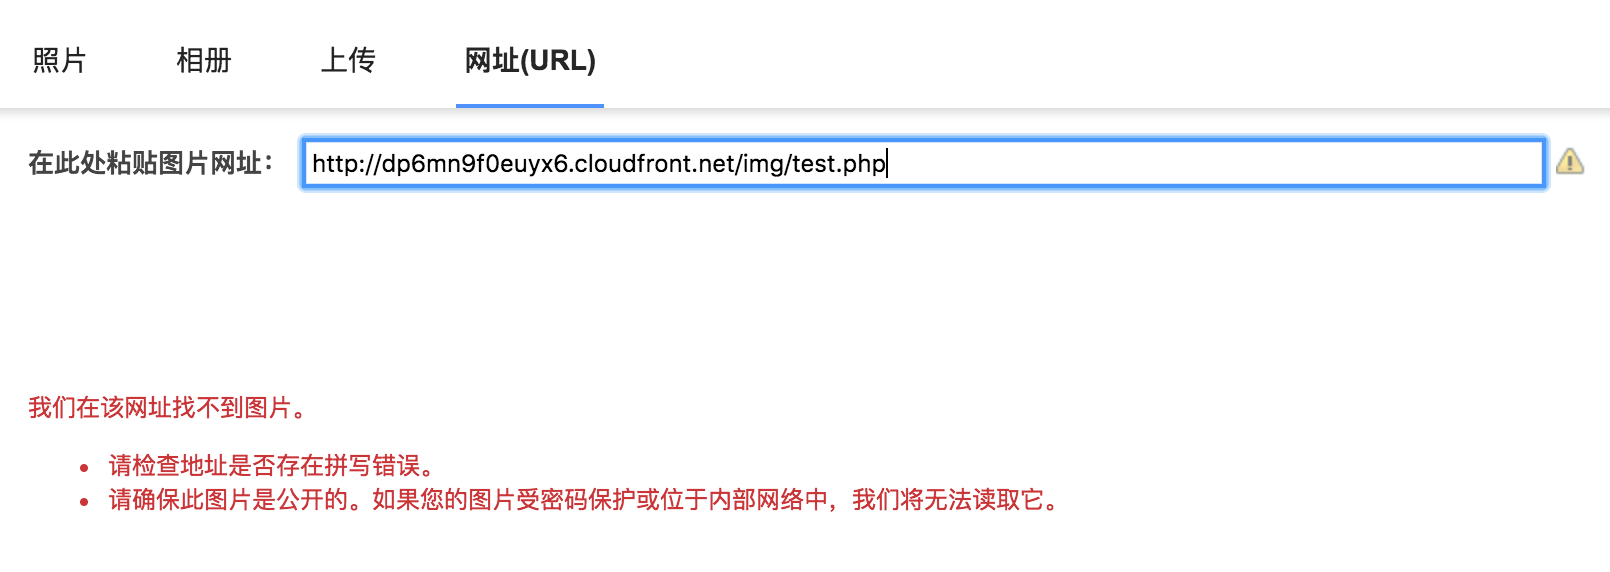 照片 相册 上传 网址(URL)
在此处粘贴图片网址： http://dp6mn9f0euyx6.cloudfront.net/img/test.php
我们在该网址找不到图片。
• 请检查地址是否存在拼写错误。
• 请确保此图片是公开的。如果您的图片受密码保护或位于内部网络中，我们将无法读取它。